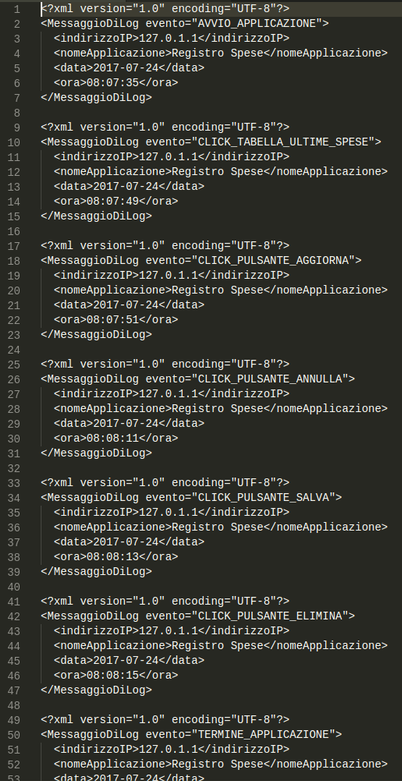 1 <?xml version="1.0" encoding="UTF-8"?>
2 <MessaggioDiLog evento="AVVIO_APPLICAZIONE">
3 <indirizzoIP>127.0.1.1</indirizzoIP>
4 <nomeApplicazione>Registro Spese</nomeApplicazione>
5 <data>2017-07-24</data>
6 <ora>08:07:35</ora>
7 </MessaggioDiLog>
8
9 <?xml version="1.0" encoding="UTF-8"?>
10 <MessaggioDiLog evento="CLICK_TABELLA_ULTIME_SPESE">
11 <indirizzoIP>127.0.1.1</indirizzoIP>
12 <nomeApplicazione>Registro Spese</nomeApplicazione>
13 <data>2017-07-24</data>
14 <ora>08:07:49</ora>
15 </MessaggioDiLog>
16
17 <?xml version="1.0" encoding="UTF-8"?>
18 <MessaggioDiLog evento="CLICK_PULSANTE_AGGIORNA">
19 <indirizzoIP>127.0.1.1</indirizzoIP>
20 <nomeApplicazione>Registro Spese</nomeApplicazione>
21 <data>2017-07-24</data>
22 <ora>08:07:51</ora>
23 </MessaggioDiLog>
24
25 <?xml version="1.0" encoding="UTF-8"?>
26 <MessaggioDiLog evento="CLICK_PULSANTE_ANNULLA">
27 <indirizzoIP>127.0.1.1</indirizzoIP>
28 <nomeApplicazione>Registro Spese</nomeApplicazione>
29 <data>2017-07-24</data>
30 <ora>08:08:11</ora>
31 </MessaggioDiLog>
32
33 <?xml version="1.0" encoding="UTF-8"?>
34 <MessaggioDiLog evento="CLICK_PULSANTE_SALVA">
35 <indirizzoIP>127.0.1.1</indirizzoIP>
36 <nomeApplicazione>Registro Spese</nomeApplicazione>
37 <data>2017-07-24</data>
38 <ora>08:08:13</ora>
39 </MessaggioDiLog>
40
41 <?xml version="1.0" encoding="UTF-8"?>
42 <MessaggioDiLog evento="CLICK_PULSANTE_ELIMINA">
43 <indirizzoIP>127.0.1.1</indirizzoIP>
44 <nomeApplicazione>Registro Spese</nomeApplicazione>
45 <data>2017-07-24</data>
46 <ora>08:08:15</ora>
47 </MessaggioDiLog>
48
49 <?xml version="1.0" encoding="UTF-8"?>
50 <MessaggioDiLog evento="TERMINE_APPLICAZIONE">
51 <indirizzoIP>127.0.1.1</indirizzoIP>
52 <nomeApplicazione>Registro Spese</nomeApplicazione>
53 <data>2017-07-24</data>